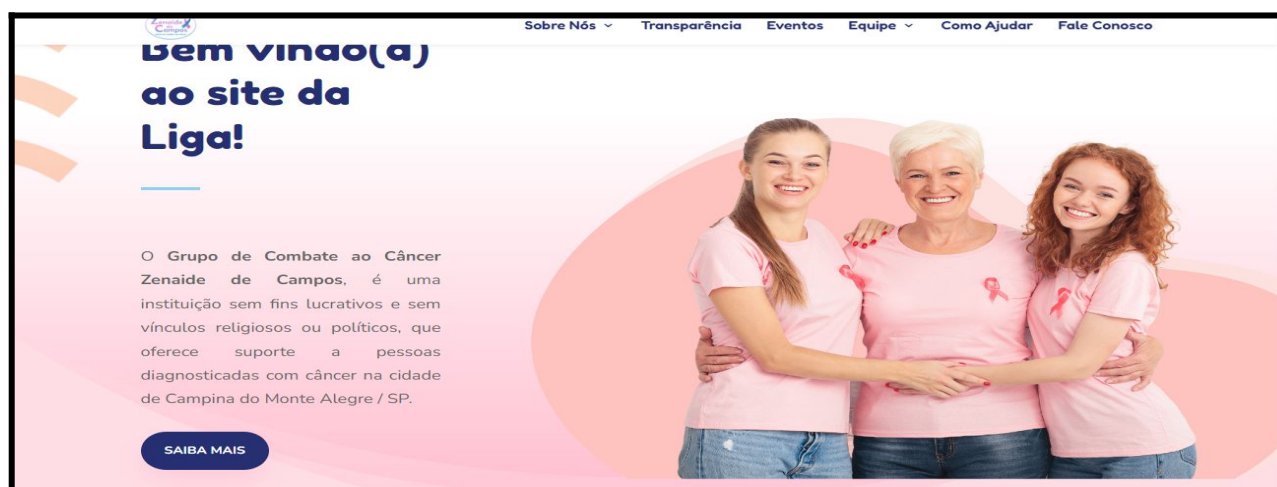 Zenaide
Campos
Sobre Nós
Transparência
Eventos
Equipe
Como Ajudar
Fale Conosco
Bem vindo(a)
ao site da
Liga!
O Grupo de Combate ao Câncer
Zenaide de Campos, é uma
instituição sem fins lucrativos e sem
vínculos religiosos ou políticos, que
oferece suporte a pessoas
diagnosticadas com câncer na cidade
de Campina do Monte Alegre / SP.
SAIBA MAIS